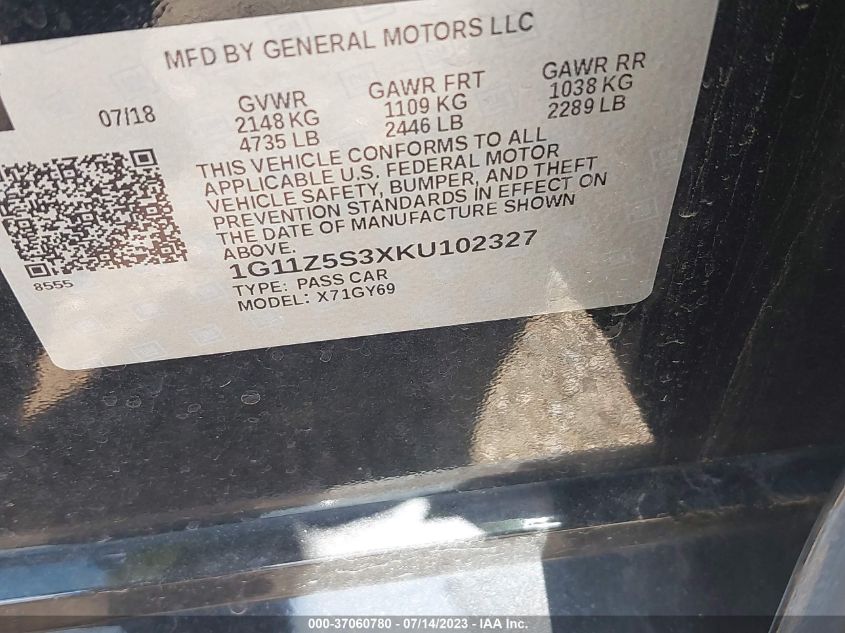 MFD BY GENERAL MOTORS LLC
07/18 GVWR GAWR FRT GAWR RR
2148 KG 1109 KG 1038 KG
4735 LB 2446 LB 2289 LB
THIS VEHICLE CONFORMS TO ALL
APPLICABLE U.S. FEDERAL MOTOR
VEHICLE SAFETY, BUMPER, AND THEFT
PREVENTION STANDARDS IN EFFECT ON
THE DATE OF MANUFACTURE SHOWN
ABOVE.
1G11Z5S3XKU102327
TYPE: PASS CAR
MODEL: X71GY69
8555
000-37060780 - 07/14/2023 - IAA Inc.